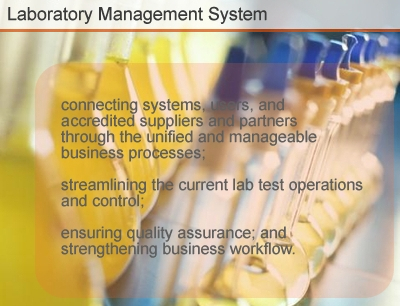 Laboratory Management System
connecting systems, users, and
accredited suppliers and partners
through the unified and manageable
business processes;
streamlining the current lab test operations
and control;
ensuring quality assurance; and
strengthening business workflow.